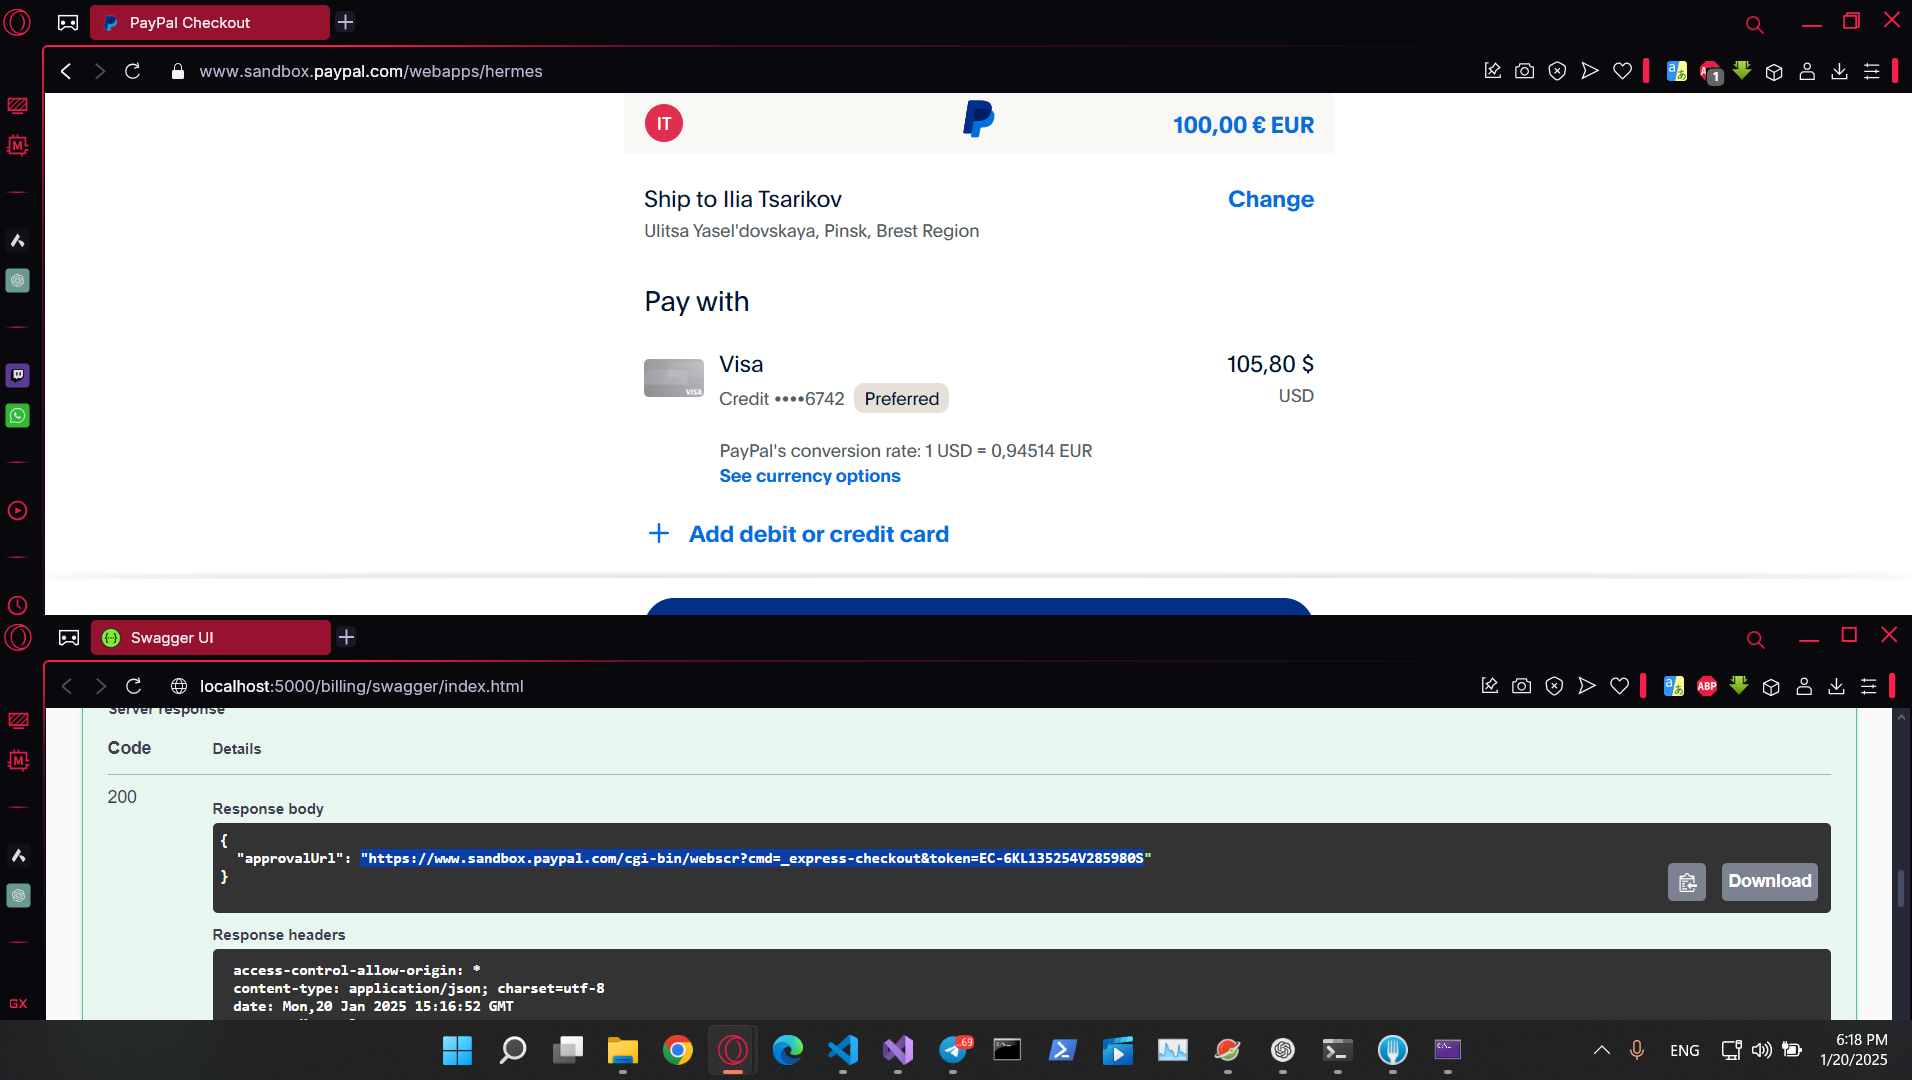 PayPal Checkout
www.sandbox.paypal.com/webapps/hermes
1
IT
100,00 € EUR
Ship to Ilia Tsarikov
Change
Ulitsa Yasel'dovskaya, Pinsk, Brest Region
Pay with
VISA
Visa
105,80 $
Credit ••••6742
Preferred
USD
PayPal's conversion rate: 1 USD = 0,94514 EUR
See currency options
+ Add debit or credit card
Swagger UI
localhost:5000/billing/swagger/index.html
ABP
Server response
Code
Details
200
Response body
{
"approvalUrl": "https://www.sandbox.paypal.com/cgi-bin/webscr?cmd=_express-checkout&token=EC-6KL135254V285980S"
}
Download
Response headers
access-control-allow-origin: *
content-type: application/json; charset=utf-8
date: Mon,20 Jan 2025 15:16:52 GMT
GX
..69
ENG
6:18 PM
1/20/2025